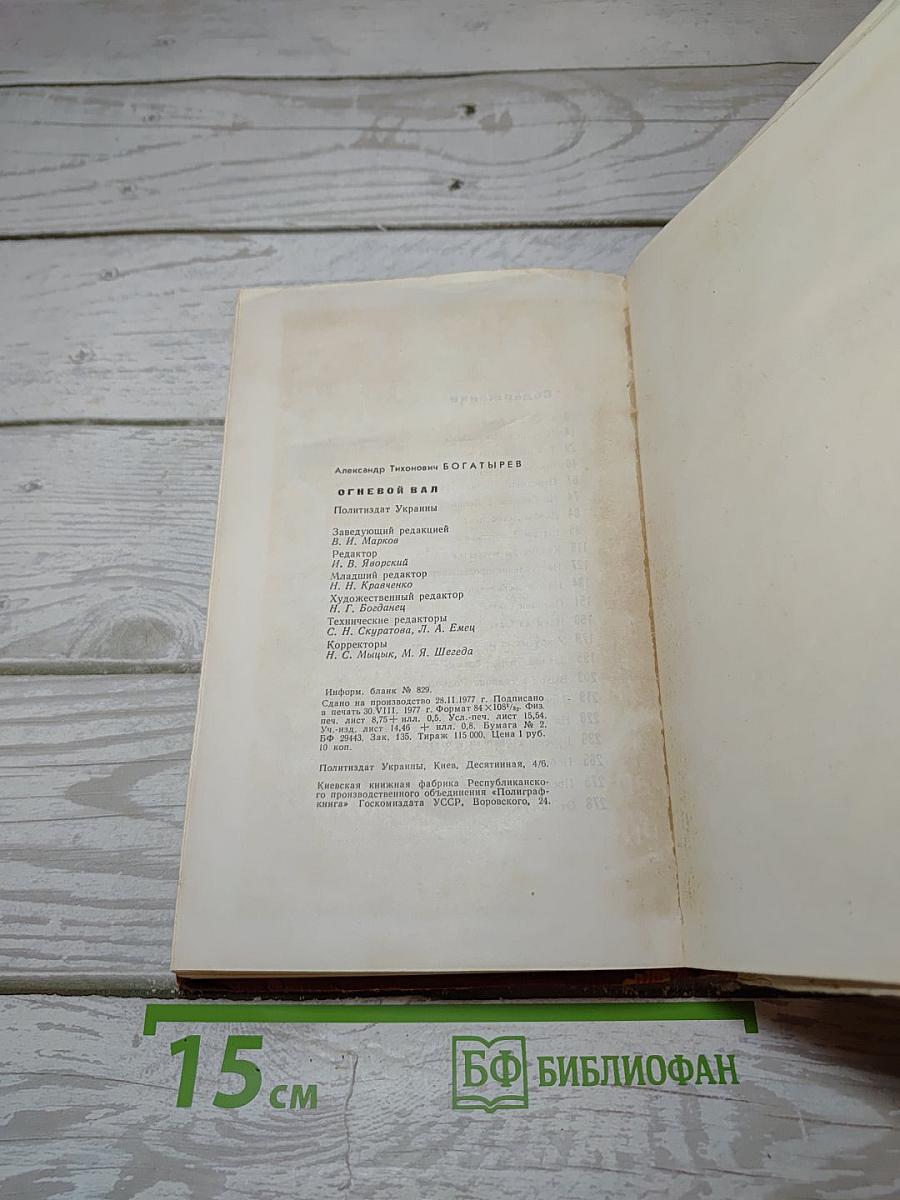 Александр Тихонович БОГАТЫРЕВ
ОГНЕВОЙ ВАЛ
Политиздат Украины
Заведующий редакцией
В. И. Марков
Редактор
И. В. Яворский
Младший редактор
Н. Н. Кравченко
Художественный редактор
Н. Г. Богданец
Технические редакторы
С. Н. Скуратова, Л. А. Емец
Корректоры
Н. С. Мыцык, М. Я. Шегеда
Информ. бланк № 829.
Сдано на производство 28.II.1977 г. Подписано
в печать 30.VIII. 1977 г. Формат 84×108¹/₃₂. Физ.
печ. лист 8,75+ илл. 0,5. Усл.-печ. лист 15,54.
Уч.-изд. лист 14,46 + илл. 0,8. Бумага № 2.
БФ 29443. Зак. 135. Тираж 115 000. Цена 1 руб.
10 коп.
Политиздат Украины, Киев, Десятинная, 4/6.
Киевская книжная фабрика Республиканско-
го производственного объединения «Полиграф-
книга» Госкомиздата УССР, Воровского, 24.
15 см
БФ БИБЛИОФАН